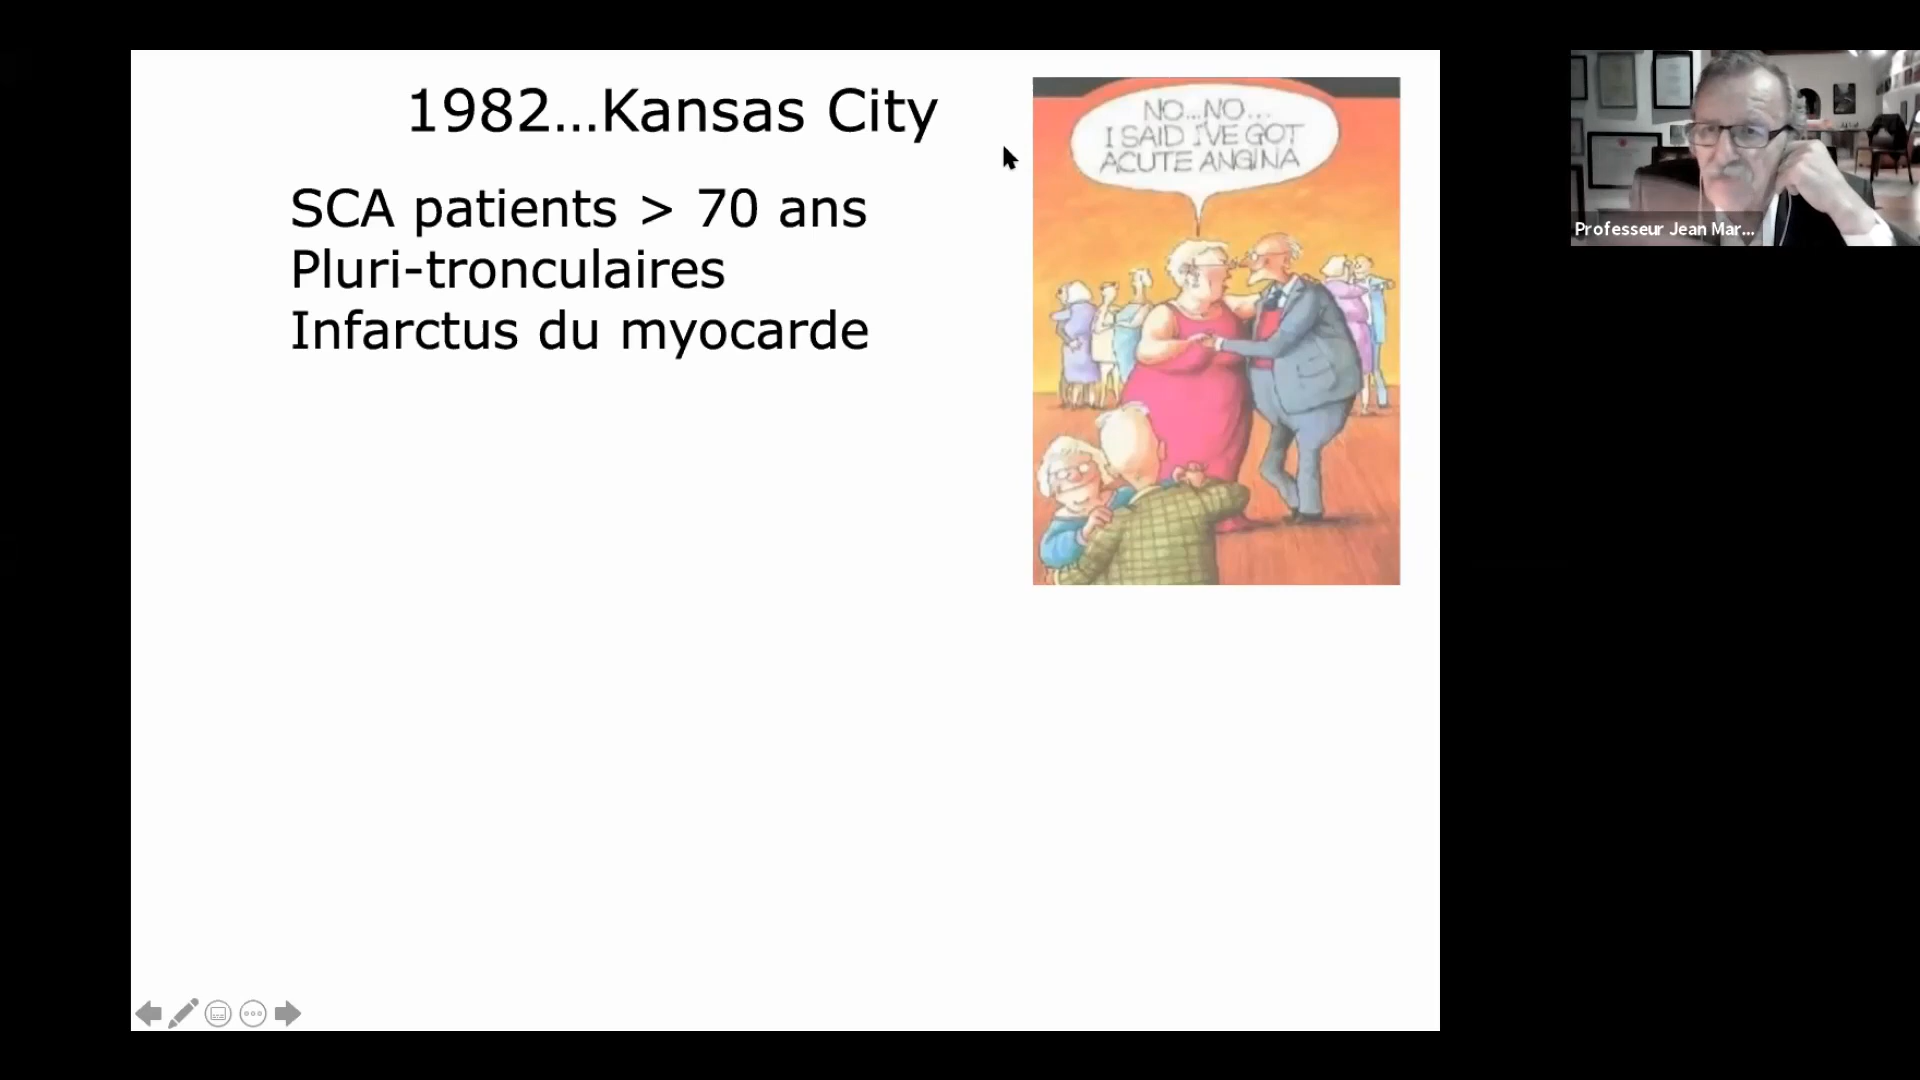 1982...Kansas City
SCA patients > 70 ans
Pluri-tronculaires
Infarctus du myocarde
NO...NO...
I SAID I'VE GOT
ACUTE ANGINA
Professeur Jean Mar...